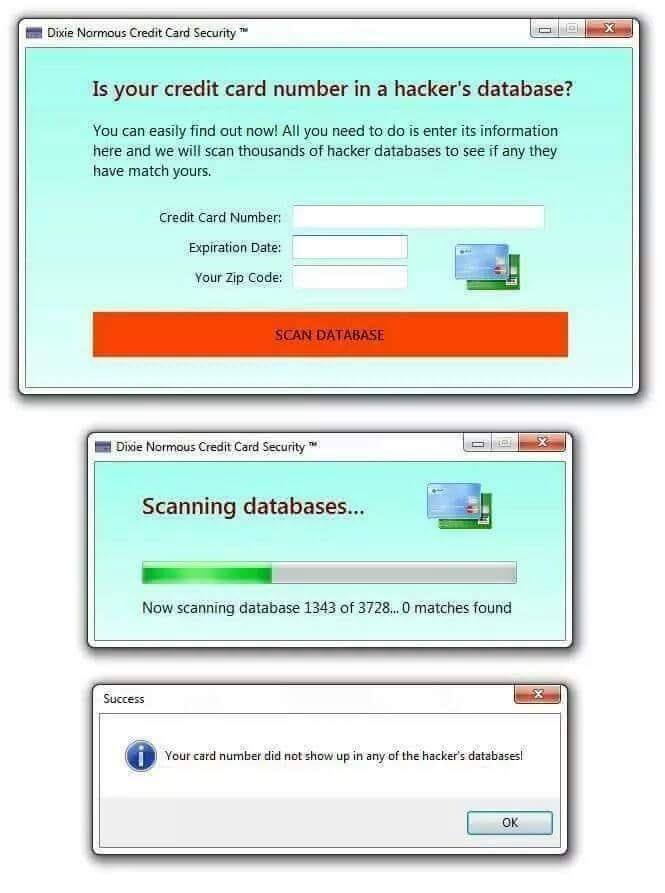 Dixie Normous Credit Card Security ™
Is your credit card number in a hacker's database?
You can easily find out now! All you need to do is enter its information
here and we will scan thousands of hacker databases to see if any they
have match yours.
Credit Card Number:
Expiration Date:
Your Zip Code:
SCAN DATABASE
Dixie Normous Credit Card Security ™
Scanning databases...
Now scanning database 1343 of 3728... 0 matches found
Success
Your card number did not show up in any of the hacker's databases!
OK